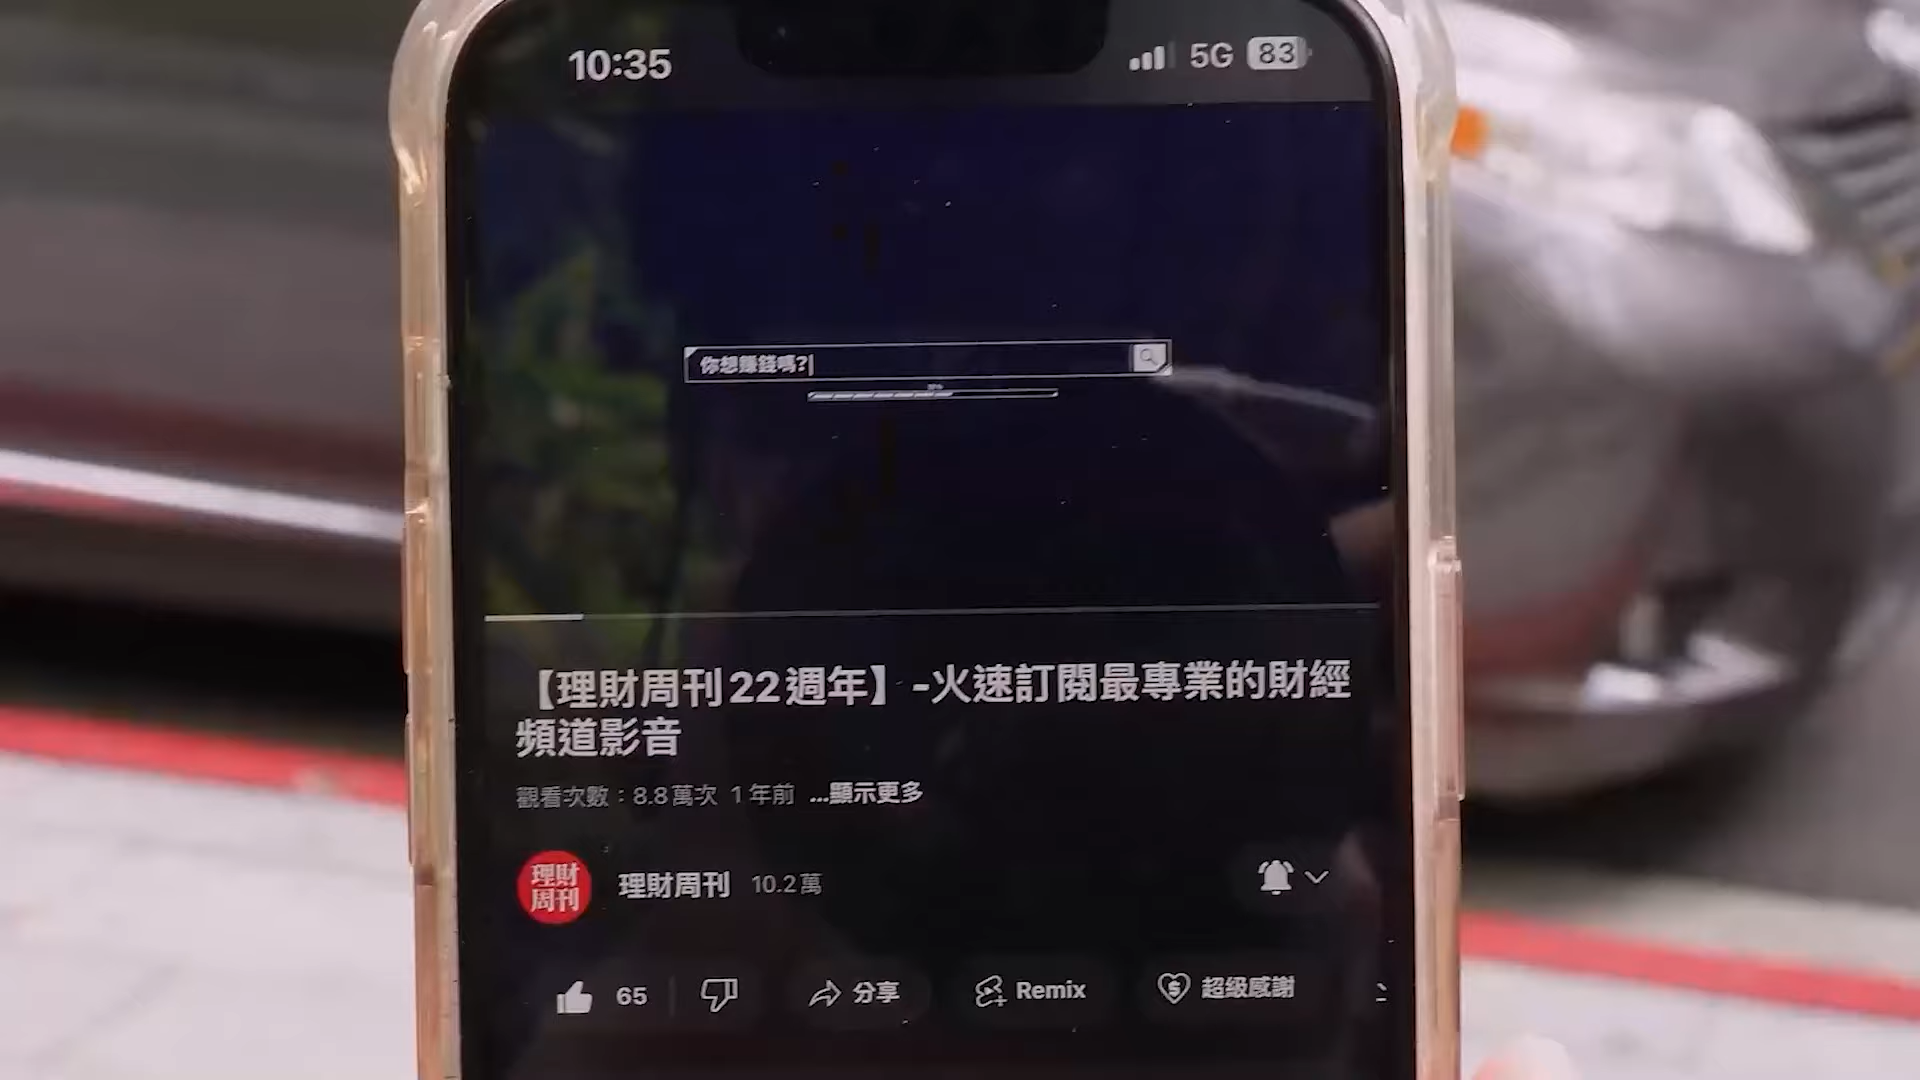 10:35
5G 83
你想賺錢嗎?
【理財周刊22週年】-火速訂閱最專業的財經
頻道影音
觀看次數：8.8萬次 1年前 ...顯示更多
理財
周刊
理財周刊 10.2萬
65 分享 Remix 超級感謝